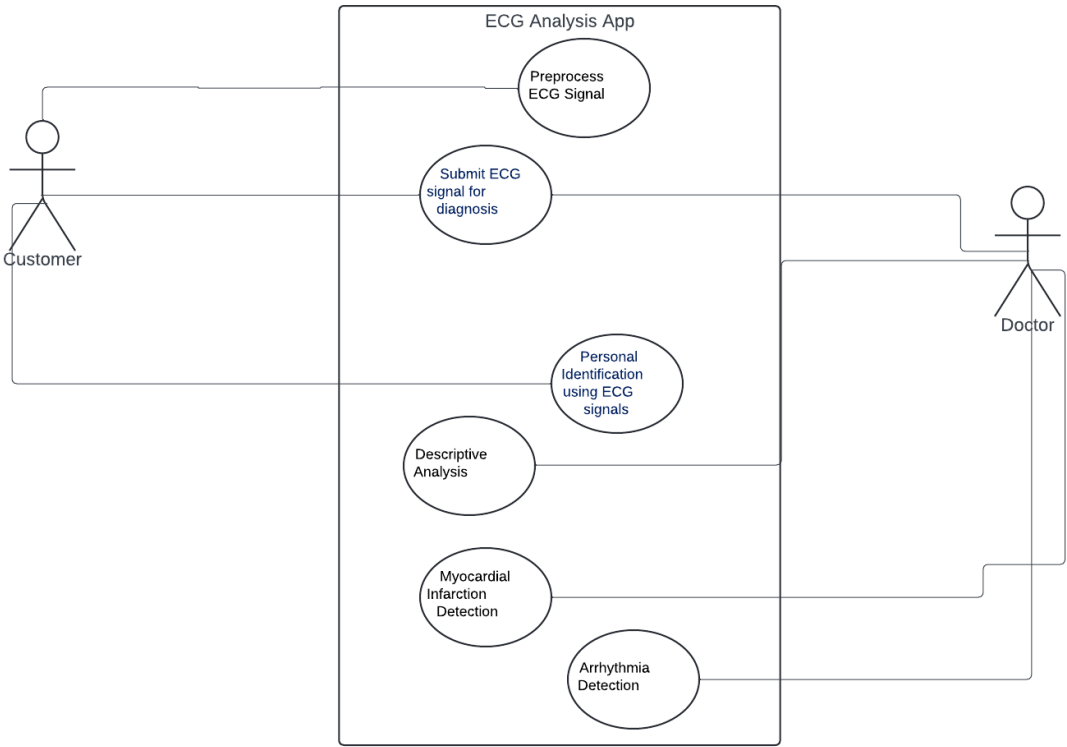 ECG Analysis App
Preprocess
ECG Signal
Submit ECG
signal for
diagnosis
Customer
Doctor
Personal
Identification
using ECG
signals
Descriptive
Analysis
Myocardial
Infarction
Detection
Arrhythmia
Detection